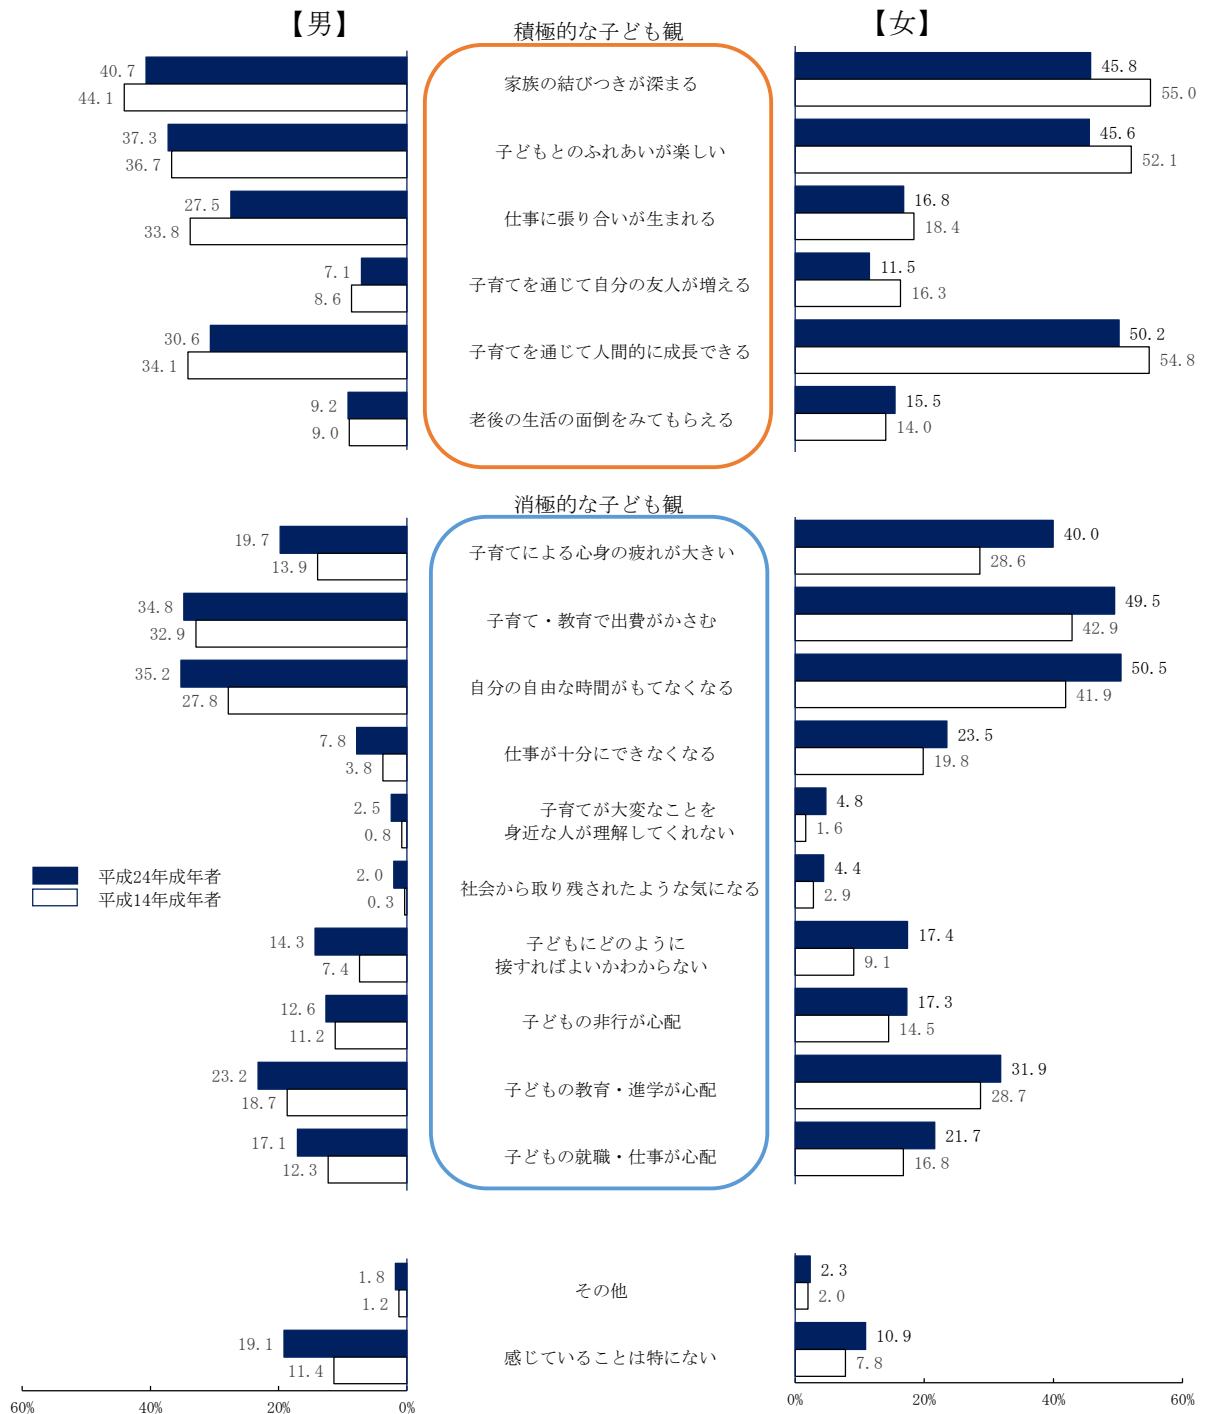 【男】
積極的な子ども観
【女】
40.7
44.1
家族の結びつきが深まる
45.8
55.0
37.3
36.7
子どもとのふれあいが楽しい
45.6
52.1
27.5
33.8
仕事に張り合いが生まれる
16.8
18.4
7.1
8.6
子育てを通じて自分の友人が増える
11.5
16.3
30.6
34.1
子育てを通じて人間的に成長できる
50.2
54.8
9.2
9.0
老後の生活の面倒をみてもらえる
15.5
14.0
消極的な子ども観
19.7
13.9
子育てによる心身の疲れが大きい
40.0
28.6
34.8
32.9
子育て・教育で出費がかさむ
49.5
42.9
35.2
27.8
自分の自由な時間がもてなくなる
50.5
41.9
7.8
3.8
仕事が十分にできなくなる
23.5
19.8
2.5
0.8
子育てが大変なことを
身近な人が理解してくれない
4.8
1.6
平成24年成年者
平成14年成年者
2.0
0.3
社会から取り残されたような気になる
4.4
2.9
14.3
7.4
子どもにどのように
接すればよいかわからない
17.4
9.1
12.6
11.2
子どもの非行が心配
17.3
14.5
23.2
18.7
子どもの教育・進学が心配
31.9
28.7
17.1
12.3
子どもの就職・仕事が心配
21.7
16.8
1.8
1.2
その他
2.3
2.0
19.1
11.4
感じていることは特にない
10.9
7.8
60% 40% 20% 0%
0% 20% 40% 60%